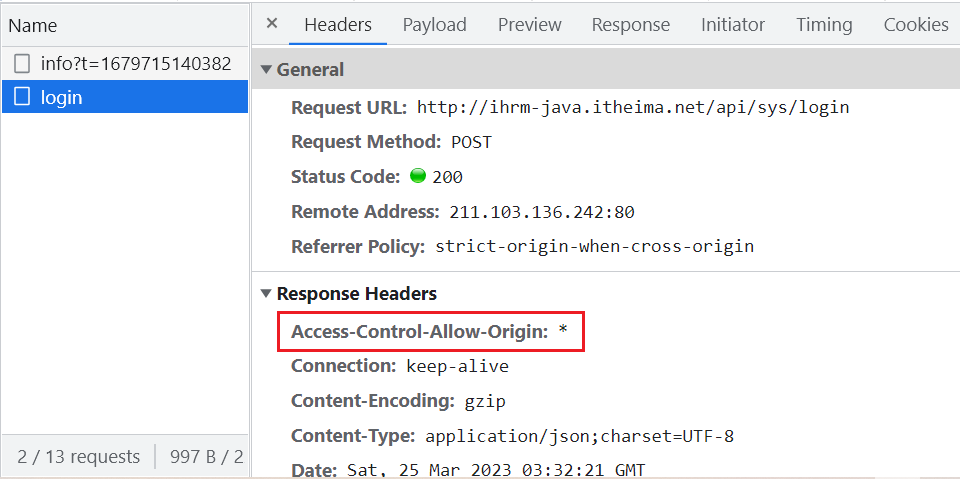 Name
info?t=1679715140382
login
2 / 13 requests
997 B / 2
× Headers Payload Preview Response Initiator Timing Cookies
▼ General
Request URL: http://ihrm-java.itheima.net/api/sys/login
Request Method: POST
Status Code: 200
Remote Address: 211.103.136.242:80
Referrer Policy: strict-origin-when-cross-origin
▼ Response Headers
Access-Control-Allow-Origin: *
Connection: keep-alive
Content-Encoding: gzip
Content-Type: application/json;charset=UTF-8
Date: Sat, 25 Mar 2023 03:32:21 GMT